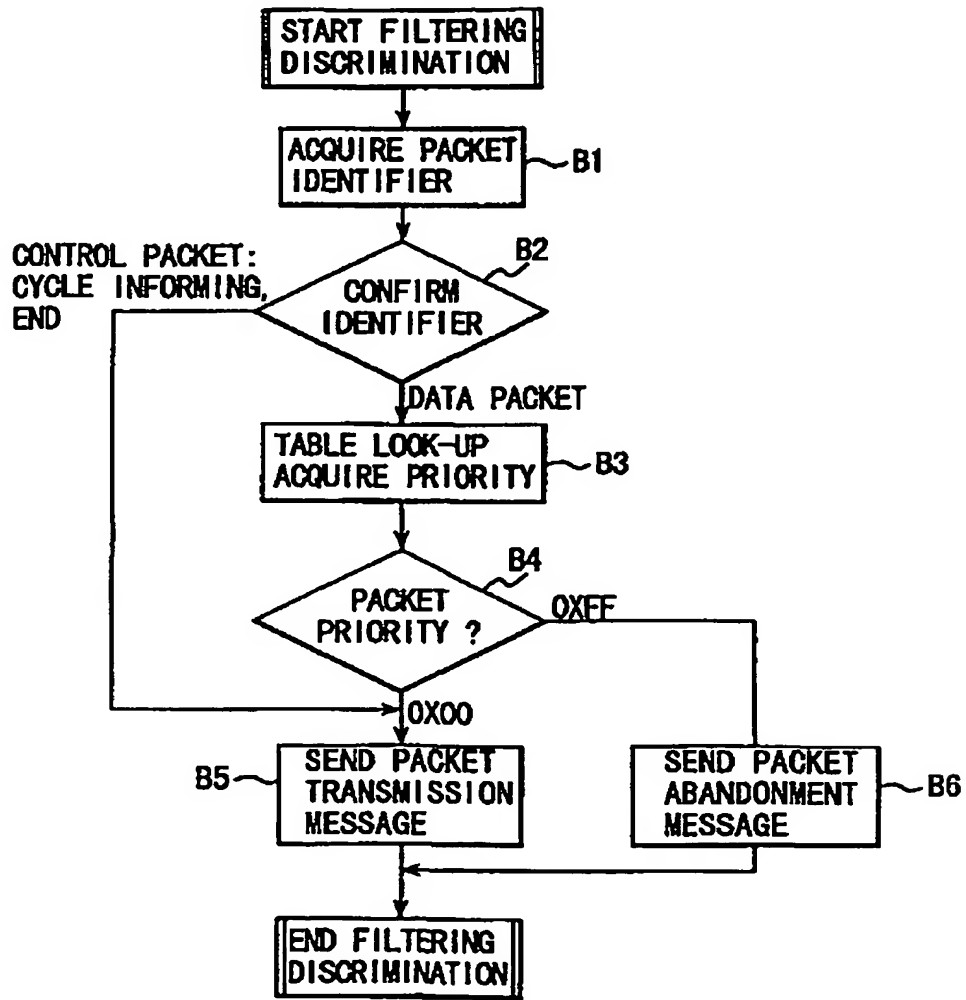 START FILTERING
DISCRIMINATION
ACQUIRE PACKET
IDENTIFIER
B1
B2
CONTROL PACKET:
CYCLE INFORMING,
END
CONFIRM
IDENTIFIER
DATA PACKET
TABLE LOOK-UP
ACQUIRE PRIORITY
B3
B4
PACKET
PRIORITY ?
0XFF
0X00
B5
SEND PACKET
TRANSMISSION
MESSAGE
SEND PACKET
ABANDONMENT
MESSAGE
B6
END FILTERING
DISCRIMINATION